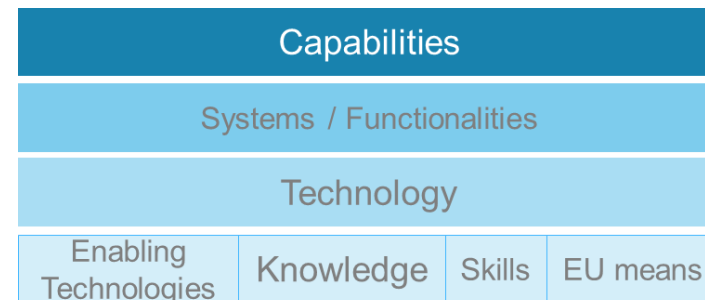 Capabilities
Systems / Functionalities
Technology
Enabling
Technologies
Knowledge
Skills
EU means